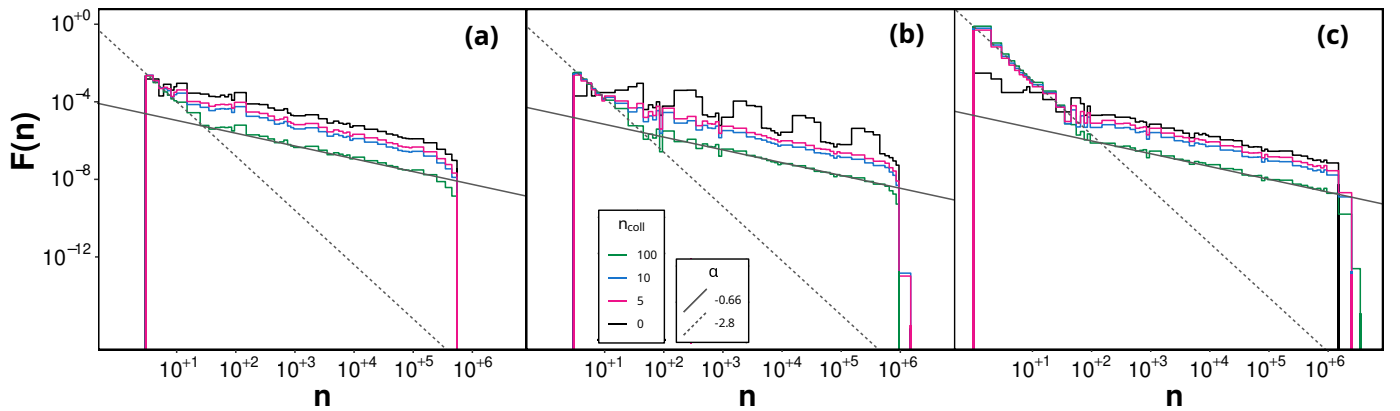 (a)
(b)
(c)
F(n)
10⁺⁰
10⁻⁴
10⁻⁸
10⁻¹²
n_coll
100
10
5
0
α
-0.66
-2.8
10⁺¹ 10⁺² 10⁺³ 10⁺⁴ 10⁺⁵ 10⁺⁶
10⁺¹ 10⁺² 10⁺³ 10⁺⁴ 10⁺⁵ 10⁺⁶
10⁺¹ 10⁺² 10⁺³ 10⁺⁴ 10⁺⁵ 10⁺⁶
n
n
n